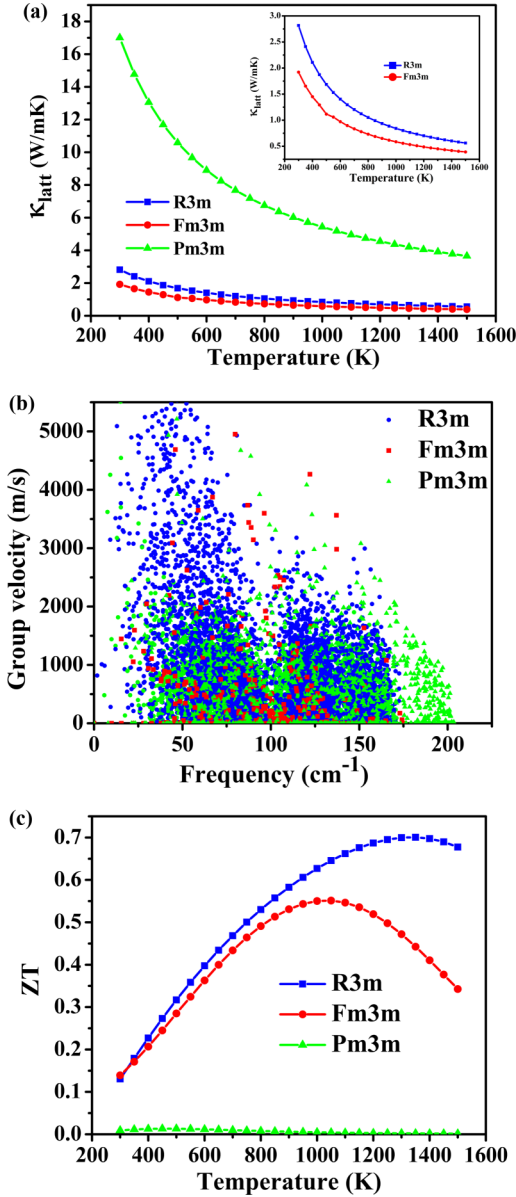 (a)
18
16
14
12
10
8
6
4
2
0
κlatt (W/mK)
200 400 600 800 1000 1200 1400 1600
Temperature (K)
R3m
Fm3m
Pm3m
3.0
2.5
2.0
1.5
1.0
0.5
κlatt (W/mK)
200 400 600 800 1000 1200 1400 1600
Temperature (K)
R3m
Fm3m
(b)
5000
4000
3000
2000
1000
0
Group velocity (m/s)
0 50 100 150 200
Frequency (cm⁻¹)
R3m
Fm3m
Pm3m
(c)
0.7
0.6
0.5
0.4
0.3
0.2
0.1
0.0
ZT
200 400 600 800 1000 1200 1400 1600
Temperature (K)
R3m
Fm3m
Pm3m